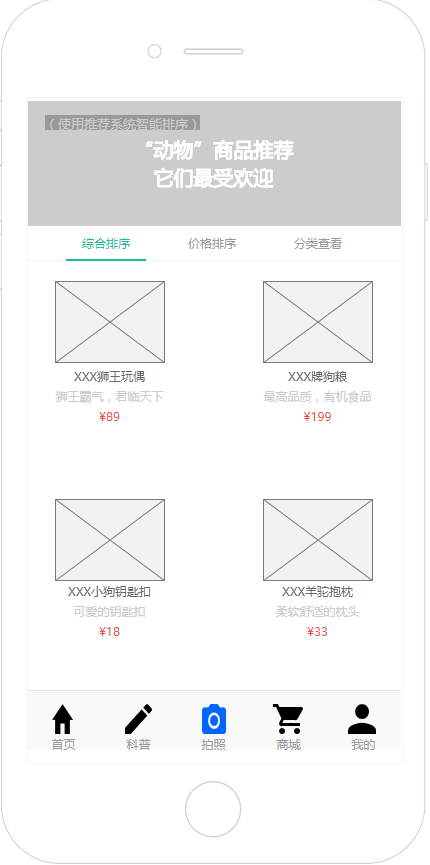 （使用推荐系统智能排序）
“动物”商品推荐
它们最受欢迎
综合排序 价格排序 分类查看
XXX狮王玩偶 XXX牌狗粮
狮王霸气，君临天下 最高品质，有机食品
¥89 ¥199
XXX小狗钥匙扣 XXX羊驼抱枕
可爱的钥匙扣 柔软舒适的枕头
¥18 ¥33
首页 科普 拍照 商城 我的